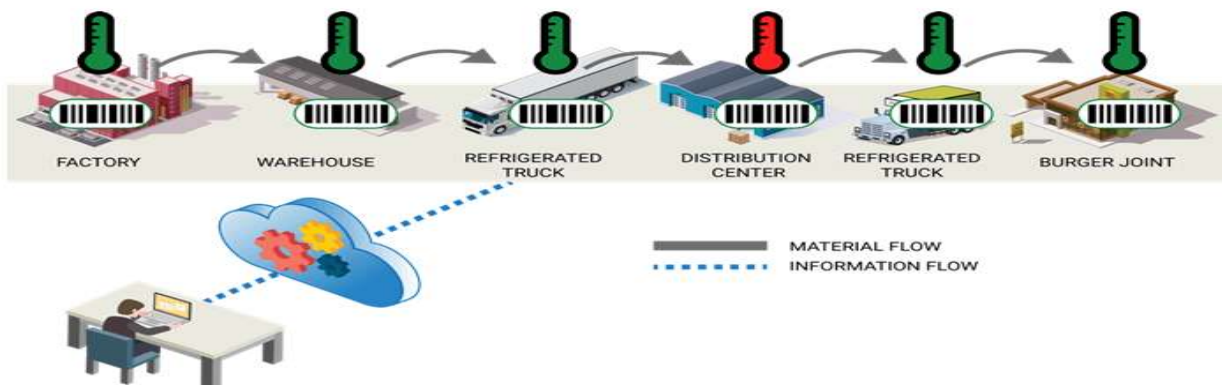 FACTORY
WAREHOUSE
REFRIGERATED
TRUCK
DISTRIBUTION
CENTER
REFRIGERATED
TRUCK
BURGER JOINT
MATERIAL FLOW
INFORMATION FLOW